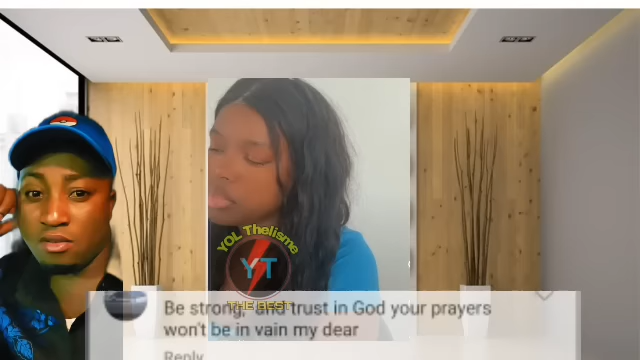 YOL Thelisme
YT
THE BEST
Be strong, and trust in God your prayers
won't be in vain my dear
Reply